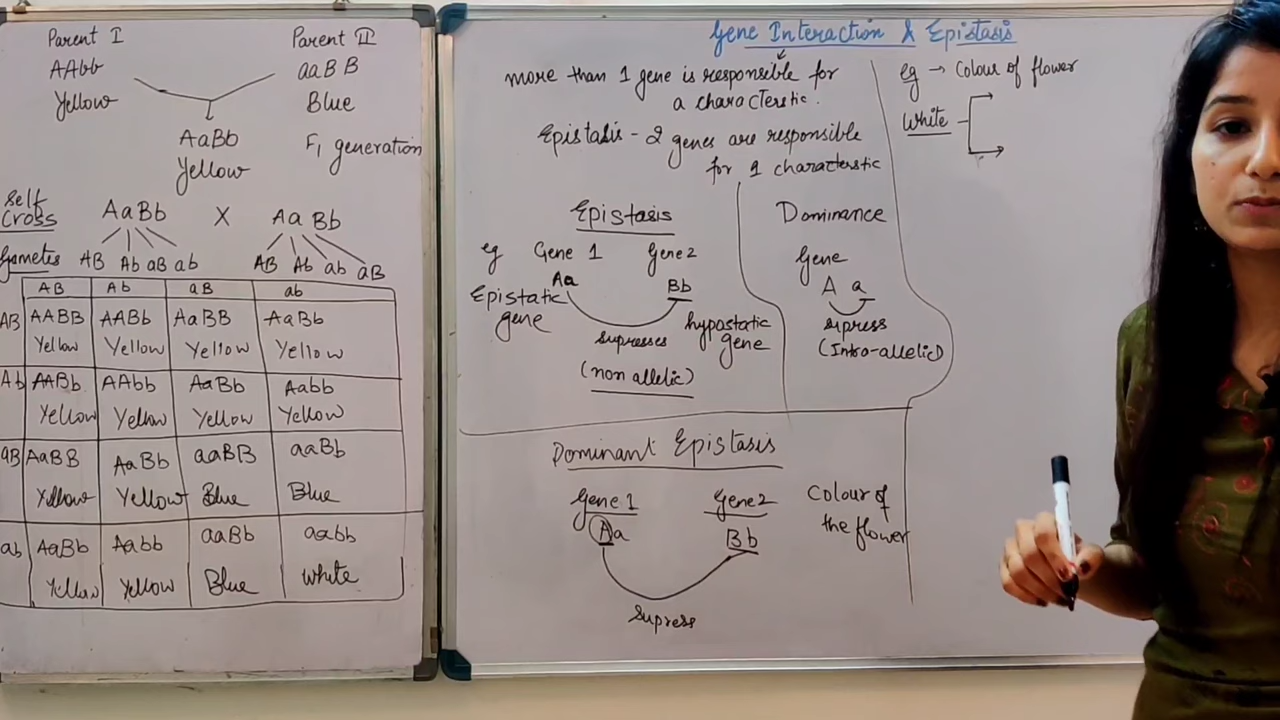 Parent I Parent II
AAbb aaBB
Yellow Blue
AaBb F1 generation
Yellow
Self
Cross AaBb X AaBb
Gametes AB Ab aB ab AB Ab ab aB
AB Ab aB ab
AB AABB AABb AaBB AaBb
Yellow Yellow Yellow Yellow
Ab AABb AAbb AaBb Aabb
Yellow Yellow Yellow Yellow
aB AaBB AaBb aaBB aaBb
Yellow Yellow Blue Blue
ab AaBb Aabb aaBb aabb
Yellow Yellow Blue White
Gene Interaction & Epistasis
more than 1 gene is responsible for
a characterstic.
Epistasis - 2 genes are responsible
for 1 characterstic
Epistasis
eg Gene 1 Gene 2
Aa Bb
Epistatic
gene
hypostatic
gene
supresses
(non allelic)
Dominance
Gene
A a
supress
(Intra-allelic)
Dominant Epistasis
Gene 1 Gene 2 Colour of
the flower
Aa Bb
Supress
eg → Colour of flower
White